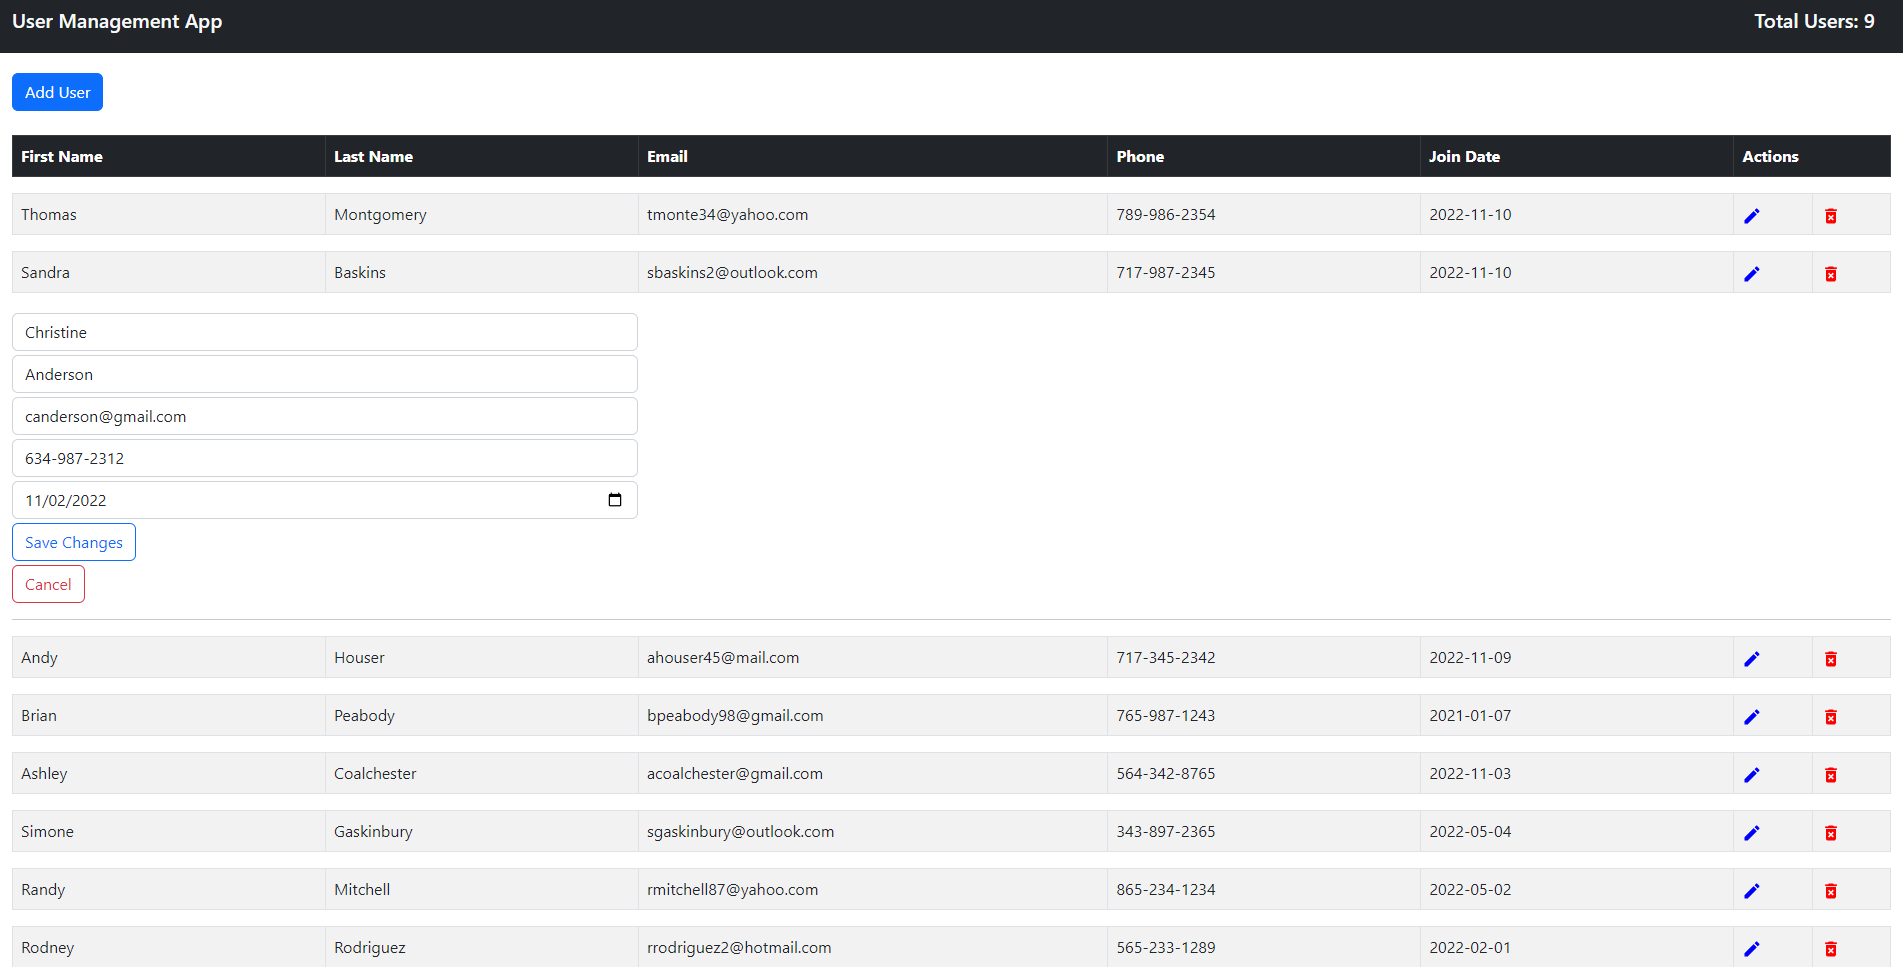 User Management App Total Users: 9
Add User
First Name Last Name Email Phone Join Date Actions
Thomas Montgomery tmonte34@yahoo.com 789-986-2354 2022-11-10
Sandra Baskins sbaskins2@outlook.com 717-987-2345 2022-11-10
Christine
Anderson
canderson@gmail.com
634-987-2312
11/02/2022
Save Changes
Cancel
Andy Houser ahouser45@mail.com 717-345-2342 2022-11-09
Brian Peabody bpeabody98@gmail.com 765-987-1243 2021-01-07
Ashley Coalchester acoalchester@gmail.com 564-342-8765 2022-11-03
Simone Gaskinbury sgaskinbury@outlook.com 343-897-2365 2022-05-04
Randy Mitchell rmitchell87@yahoo.com 865-234-1234 2022-05-02
Rodney Rodriguez rrodriguez2@hotmail.com 565-233-1289 2022-02-01